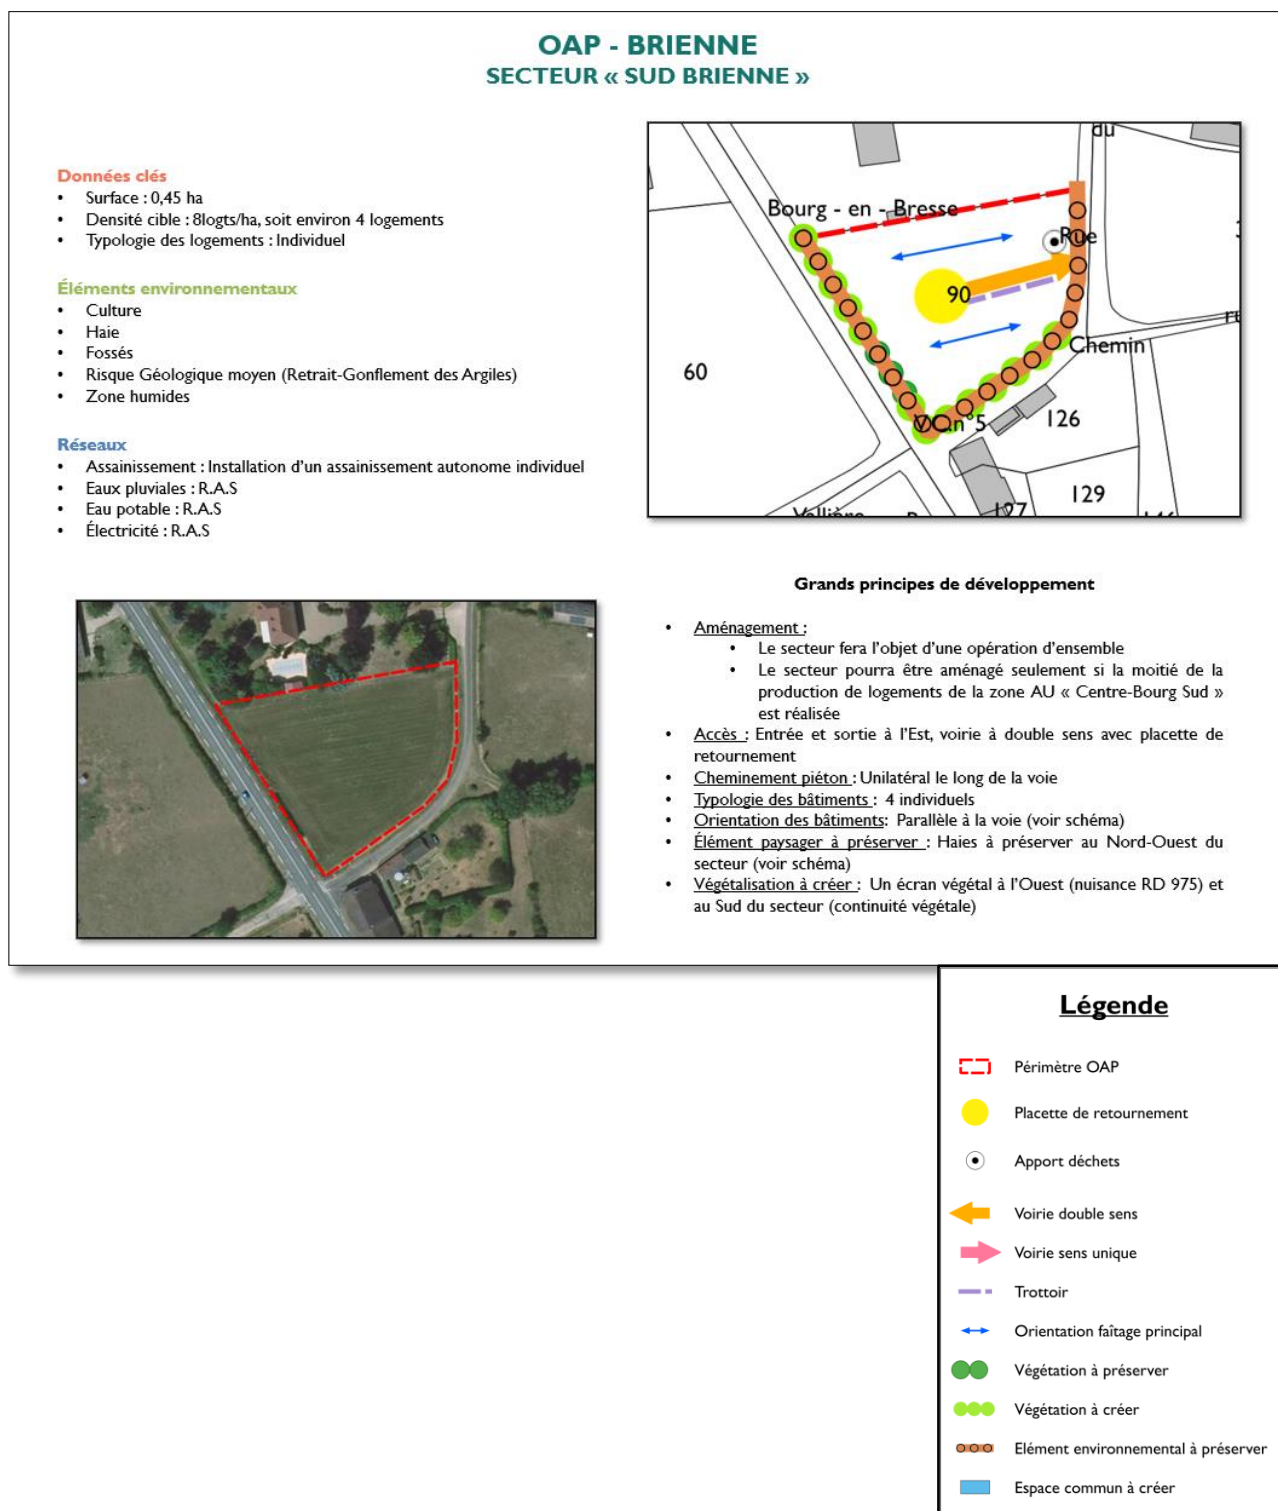 OAP - BRIENNE
SECTEUR « SUD BRIENNE »
Données clés
• Surface : 0,45 ha
• Densité cible : 8logts/ha, soit environ 4 logements
• Typologie des logements : Individuel
Éléments environnementaux
• Culture
• Haie
• Fossés
• Risque Géologique moyen (Retrait-Gonflement des Argiles)
• Zone humides
Réseaux
• Assainissement : Installation d'un assainissement autonome individuel
• Eaux pluviales : R.A.S
• Eau potable : R.A.S
• Électricité : R.A.S
du
Bourg - en - Bresse
Rue
90
Chemin
60
n°5
126
129
127
Grands principes de développement
• Aménagement :
• Le secteur fera l'objet d'une opération d'ensemble
• Le secteur pourra être aménagé seulement si la moitié de la
production de logements de la zone AU « Centre-Bourg Sud »
est réalisée
• Accès : Entrée et sortie à l'Est, voirie à double sens avec placette de
retournement
• Cheminement piéton : Unilatéral le long de la voie
• Typologie des bâtiments : 4 individuels
• Orientation des bâtiments: Parallèle à la voie (voir schéma)
• Élément paysager à préserver : Haies à préserver au Nord-Ouest du
secteur (voir schéma)
• Végétalisation à créer : Un écran végétal à l'Ouest (nuisance RD 975) et
au Sud du secteur (continuité végétale)
Légende
Périmètre OAP
Placette de retournement
Apport déchets
Voirie double sens
Voirie sens unique
Trottoir
Orientation faîtage principal
Végétation à préserver
Végétation à créer
Elément environnemental à préserver
Espace commun à créer